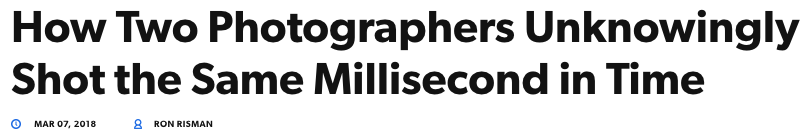 How Two Photographers Unknowingly
Shot the Same Millisecond in Time
MAR 07, 2018 RON RISMAN